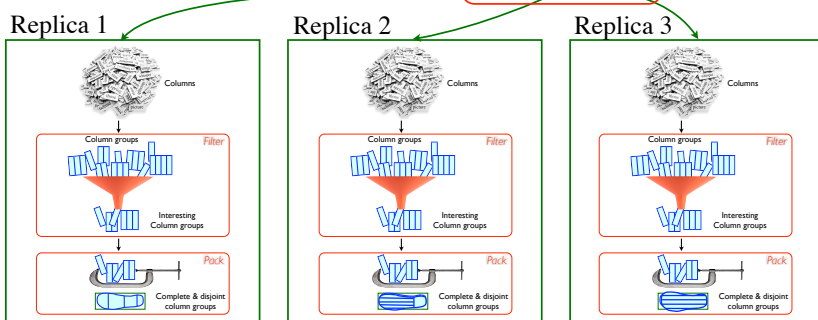 Replica 1
Columns
Column groups
Filter
Interesting
Column groups
Pack
Complete & disjoint
column groups
Replica 2
Columns
Column groups
Filter
Interesting
Column groups
Pack
Complete & disjoint
column groups
Replica 3
Columns
Column groups
Filter
Interesting
Column groups
Pack
Complete & disjoint
column groups